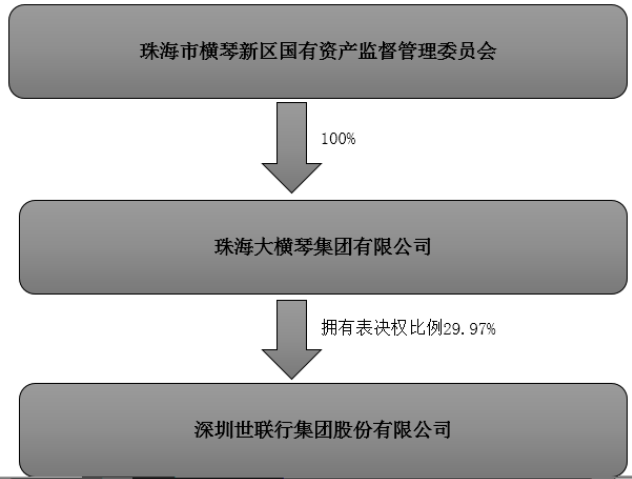 珠海市横琴新区国有资产监督管理委员会
100%
珠海大横琴集团有限公司
拥有表决权比例29.97%
深圳世联行集团股份有限公司